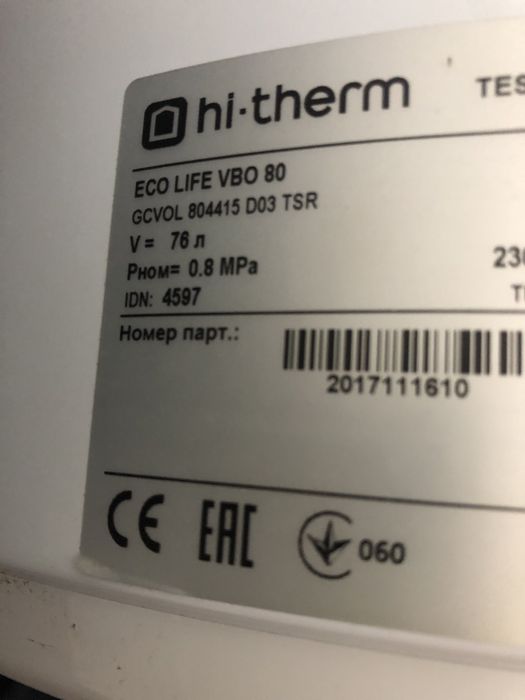 hi·therm
TES
ECO LIFE VBO 80
GCVOL 804415 D03 TSR
V = 76 л
Pном= 0.8 MPa
IDN: 4597
230
Номер парт.:
2017111610
CE EAC 060